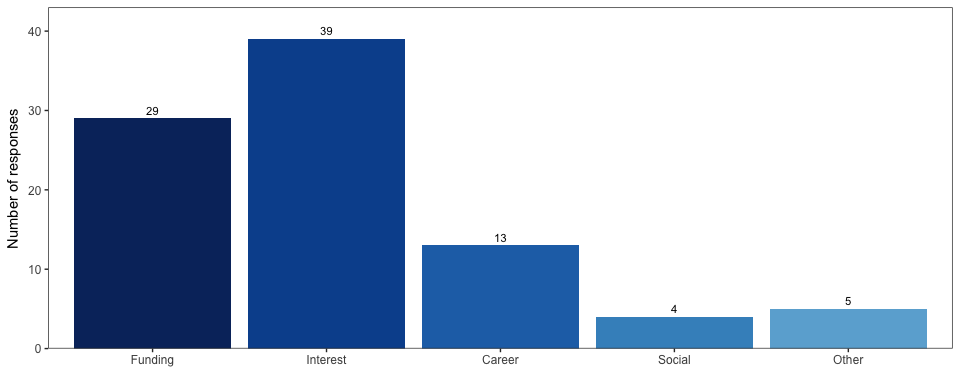 Number of responses
40
30
20
10
0
29
39
13
4
5
Funding
Interest
Career
Social
Other